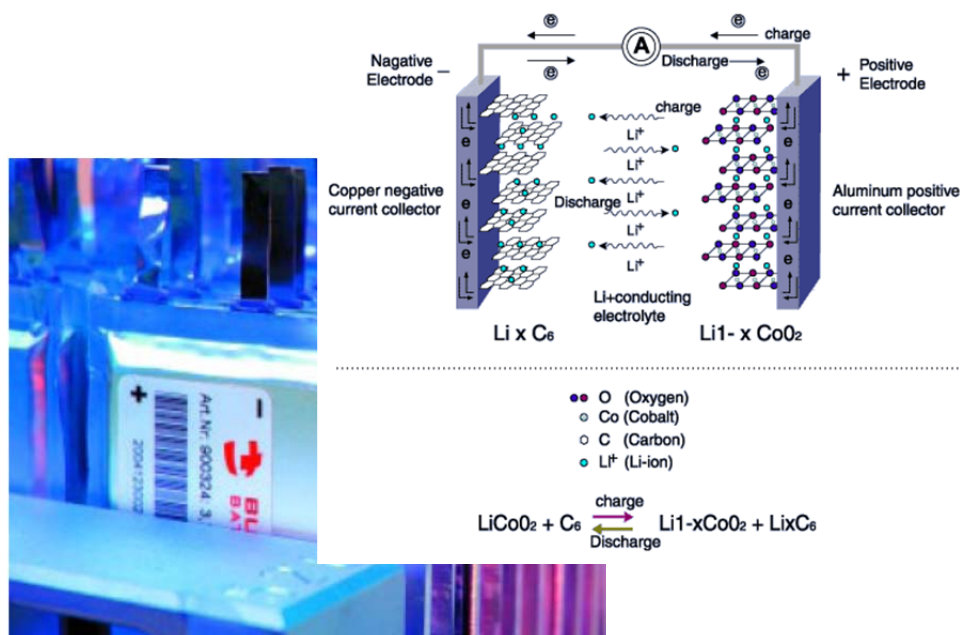 e
e
charge
A
Nagative
Electrode
−
e
Discharge
e
+
Positive
Electrode
charge
Li+
Li+
Li+
Discharge
Li+
Li+
e
e
e
e
e
e
Copper negative
current collector
Aluminum positive
current collector
Li+conducting
electrolyte
Li x C6
Li1- x Co02
O (Oxygen)
Co (Cobalt)
C (Carbon)
Li+ (Li-ion)
charge
LiCo02 + C6
Li1-xCo02 + LixC6
Discharge
+
−
Art.Nr. 900324: 3,